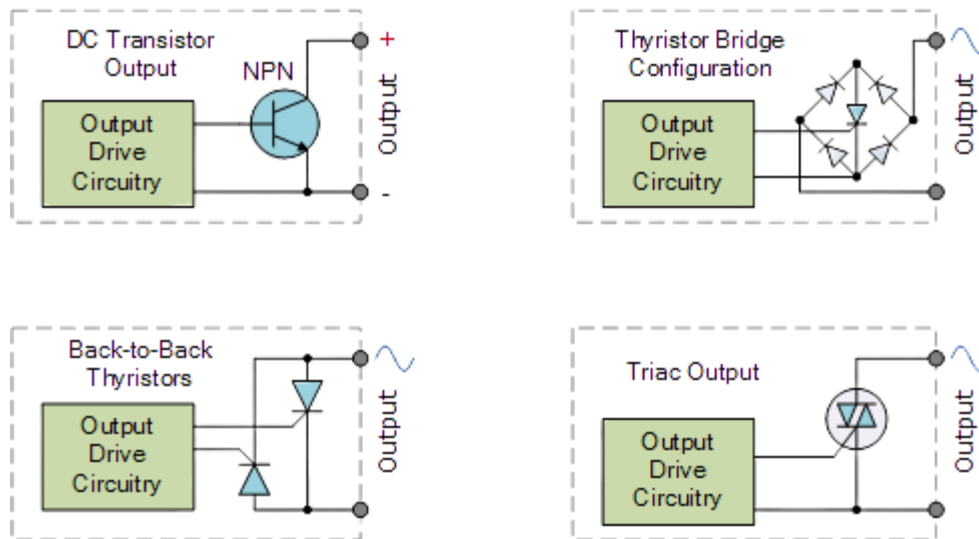 DC Transistor
Output
NPN
+
Output
Drive
Circuitry
Output
-
Thyristor Bridge
Configuration
Output
Drive
Circuitry
Output
Back-to-Back
Thyristors
Output
Drive
Circuitry
Output
Triac Output
Output
Drive
Circuitry
Output